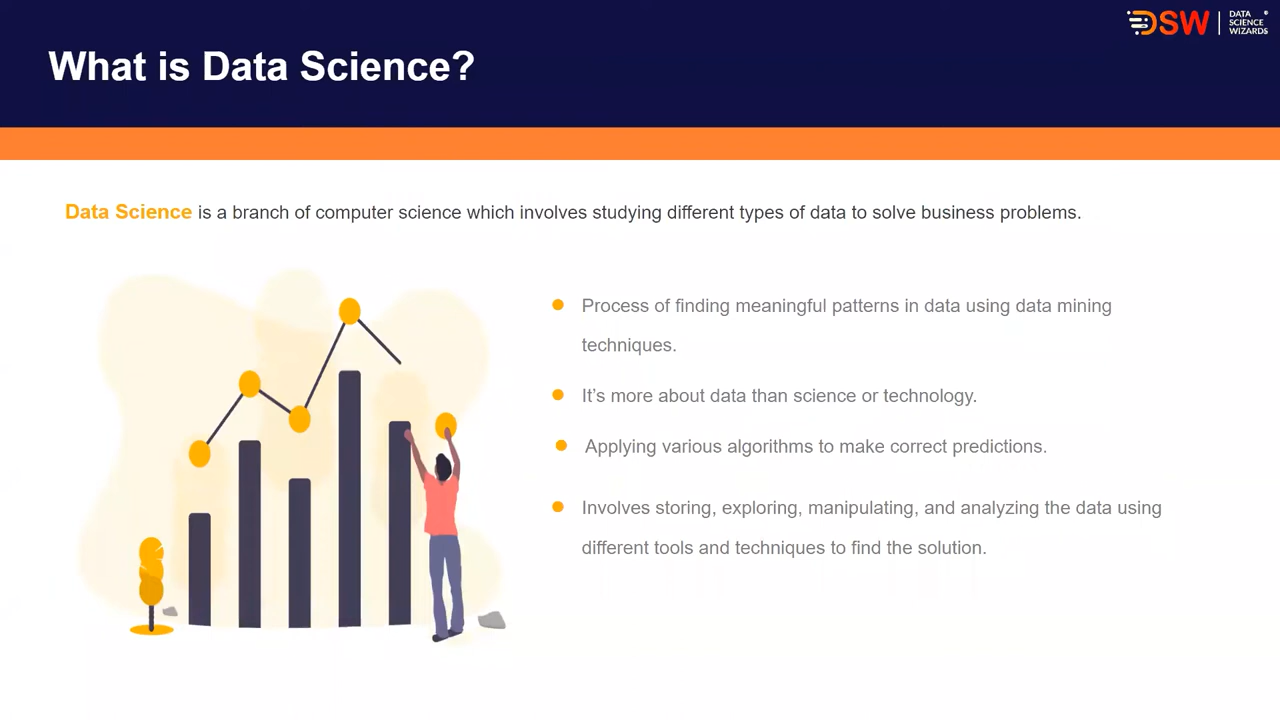 DSW
DATA
SCIENCE
WIZARDS
®
What is Data Science?
Data Science is a branch of computer science which involves studying different types of data to solve business problems.
Process of finding meaningful patterns in data using data mining
techniques.
It’s more about data than science or technology.
Applying various algorithms to make correct predictions.
Involves storing, exploring, manipulating, and analyzing the data using
different tools and techniques to find the solution.